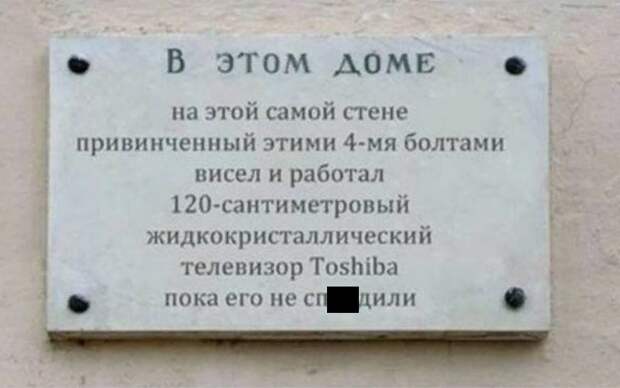 В ЭТОМ ДОМЕ
на этой самой стене
привинченный этими 4-мя болтами
висел и работал
120-сантиметровый
жидкокристаллический
телевизор Toshiba
пока его не